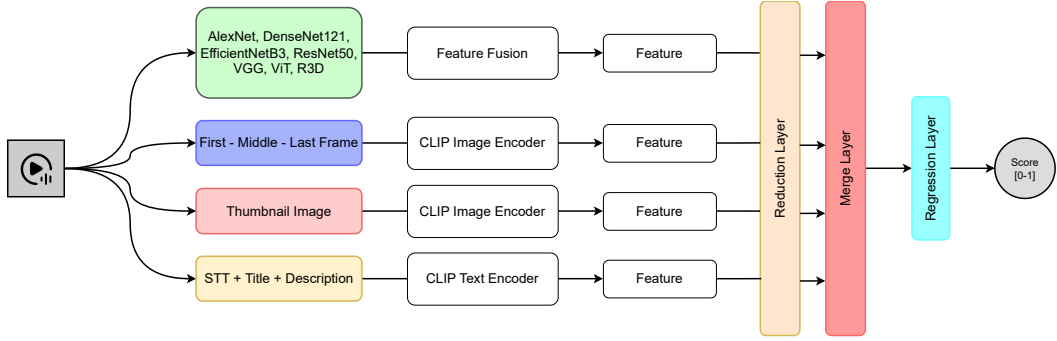 AlexNet, DenseNet121,
EfficientNetB3, ResNet50,
VGG, ViT, R3D
Feature Fusion
Feature
First - Middle - Last Frame
CLIP Image Encoder
Feature
Thumbnail Image
CLIP Image Encoder
Feature
STT + Title + Description
CLIP Text Encoder
Feature
Reduction Layer
Merge Layer
Regression Layer
Score
[0-1]